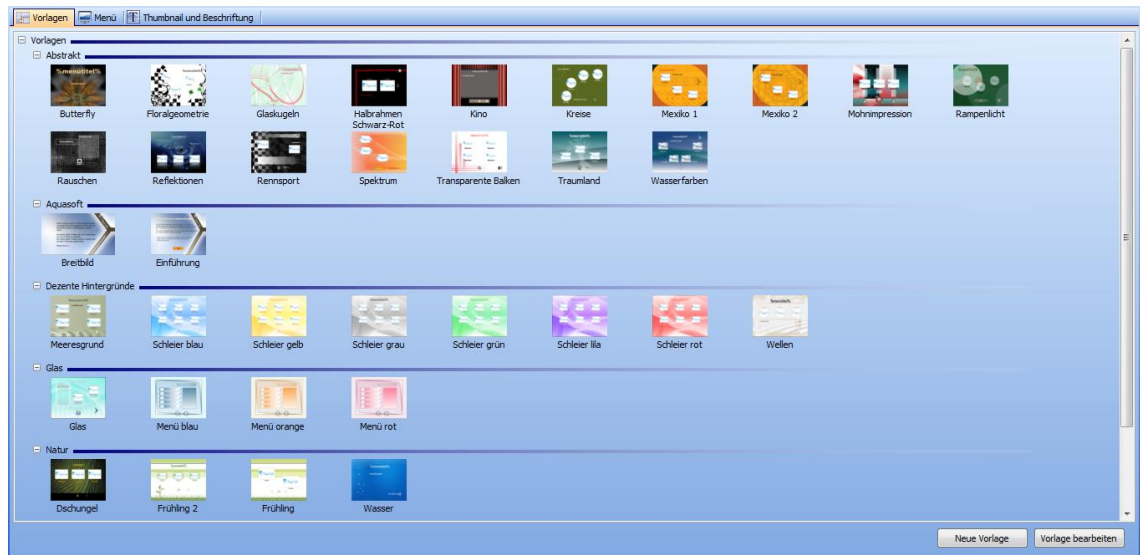 Vorlagen Menü Thumbnail und Beschriftung
Vorlagen
Abstrakt
%menütitel%
Butterfly Floralgeometrie Glaskugeln Halbrahmen Schwarz-Rot Kino Kreise Mexiko 1 Mexiko 2 Mohnimpression Rampenlicht
Rauschen Reflektionen Rennsport Spektrum Transparente Balken Traumland Wasserfarben
Aquasoft
Breitbild Einführung
Dezente Hintergründe
Meeresgrund Schleier blau Schleier gelb Schleier grau Schleier grün Schleier lila Schleier rot Wellen
Glas
Glas Menü blau Menü orange Menü rot
Natur
Dschungel Frühling 2 Frühling Wasser
Neue Vorlage Vorlage bearbeiten